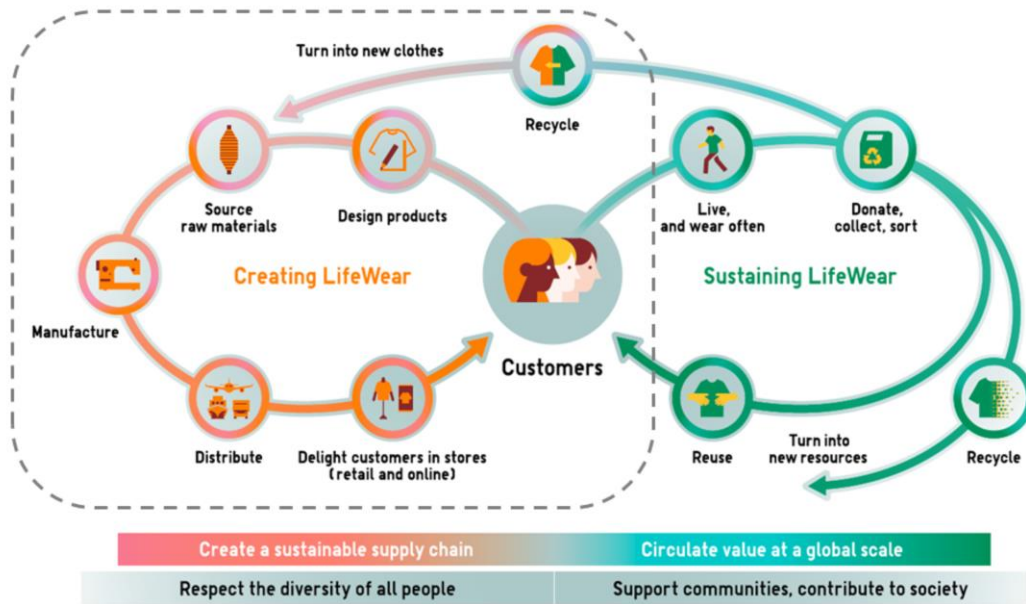 Turn into new clothes
Recycle
Source
raw materials
Design products
Live,
and wear often
Donate,
collect, sort
Creating LifeWear
Sustaining LifeWear
Manufacture
Customers
Distribute
Delight customers in stores
(retail and online)
Reuse
Turn into
new resources
Recycle
Create a sustainable supply chain
Circulate value at a global scale
Respect the diversity of all people
Support communities, contribute to society